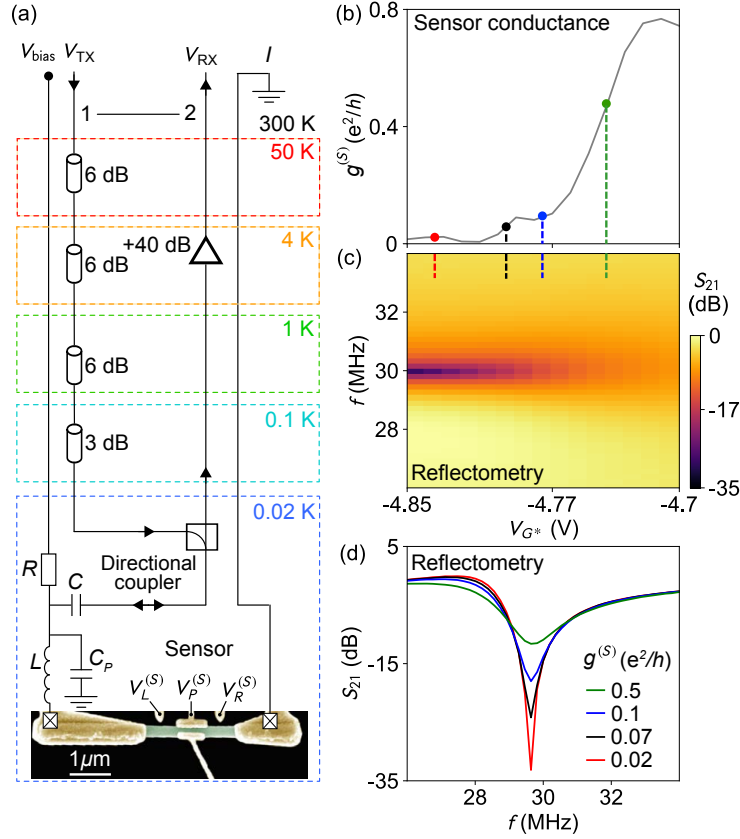 (a)
V_bias V_TX V_RX I
1 2
300 K
50 K
6 dB
4 K
+40 dB
6 dB
1 K
6 dB
0.1 K
3 dB
0.02 K
Directional
coupler
R
C
L
C_P
Sensor
V_L^(S) V_P^(S) V_R^(S)
1µm
(b)
Sensor conductance
g^(S) (e²/h)
0.8
0.4
0
(c)
f (MHz)
32
30
28
Reflectometry
-4.85 -4.77 -4.7
V_G* (V)
S_21
(dB)
0
-17
-35
(d)
Reflectometry
S_21 (dB)
5
-15
-35
g^(S) (e²/h)
0.5
0.1
0.07
0.02
28 30 32
f (MHz)